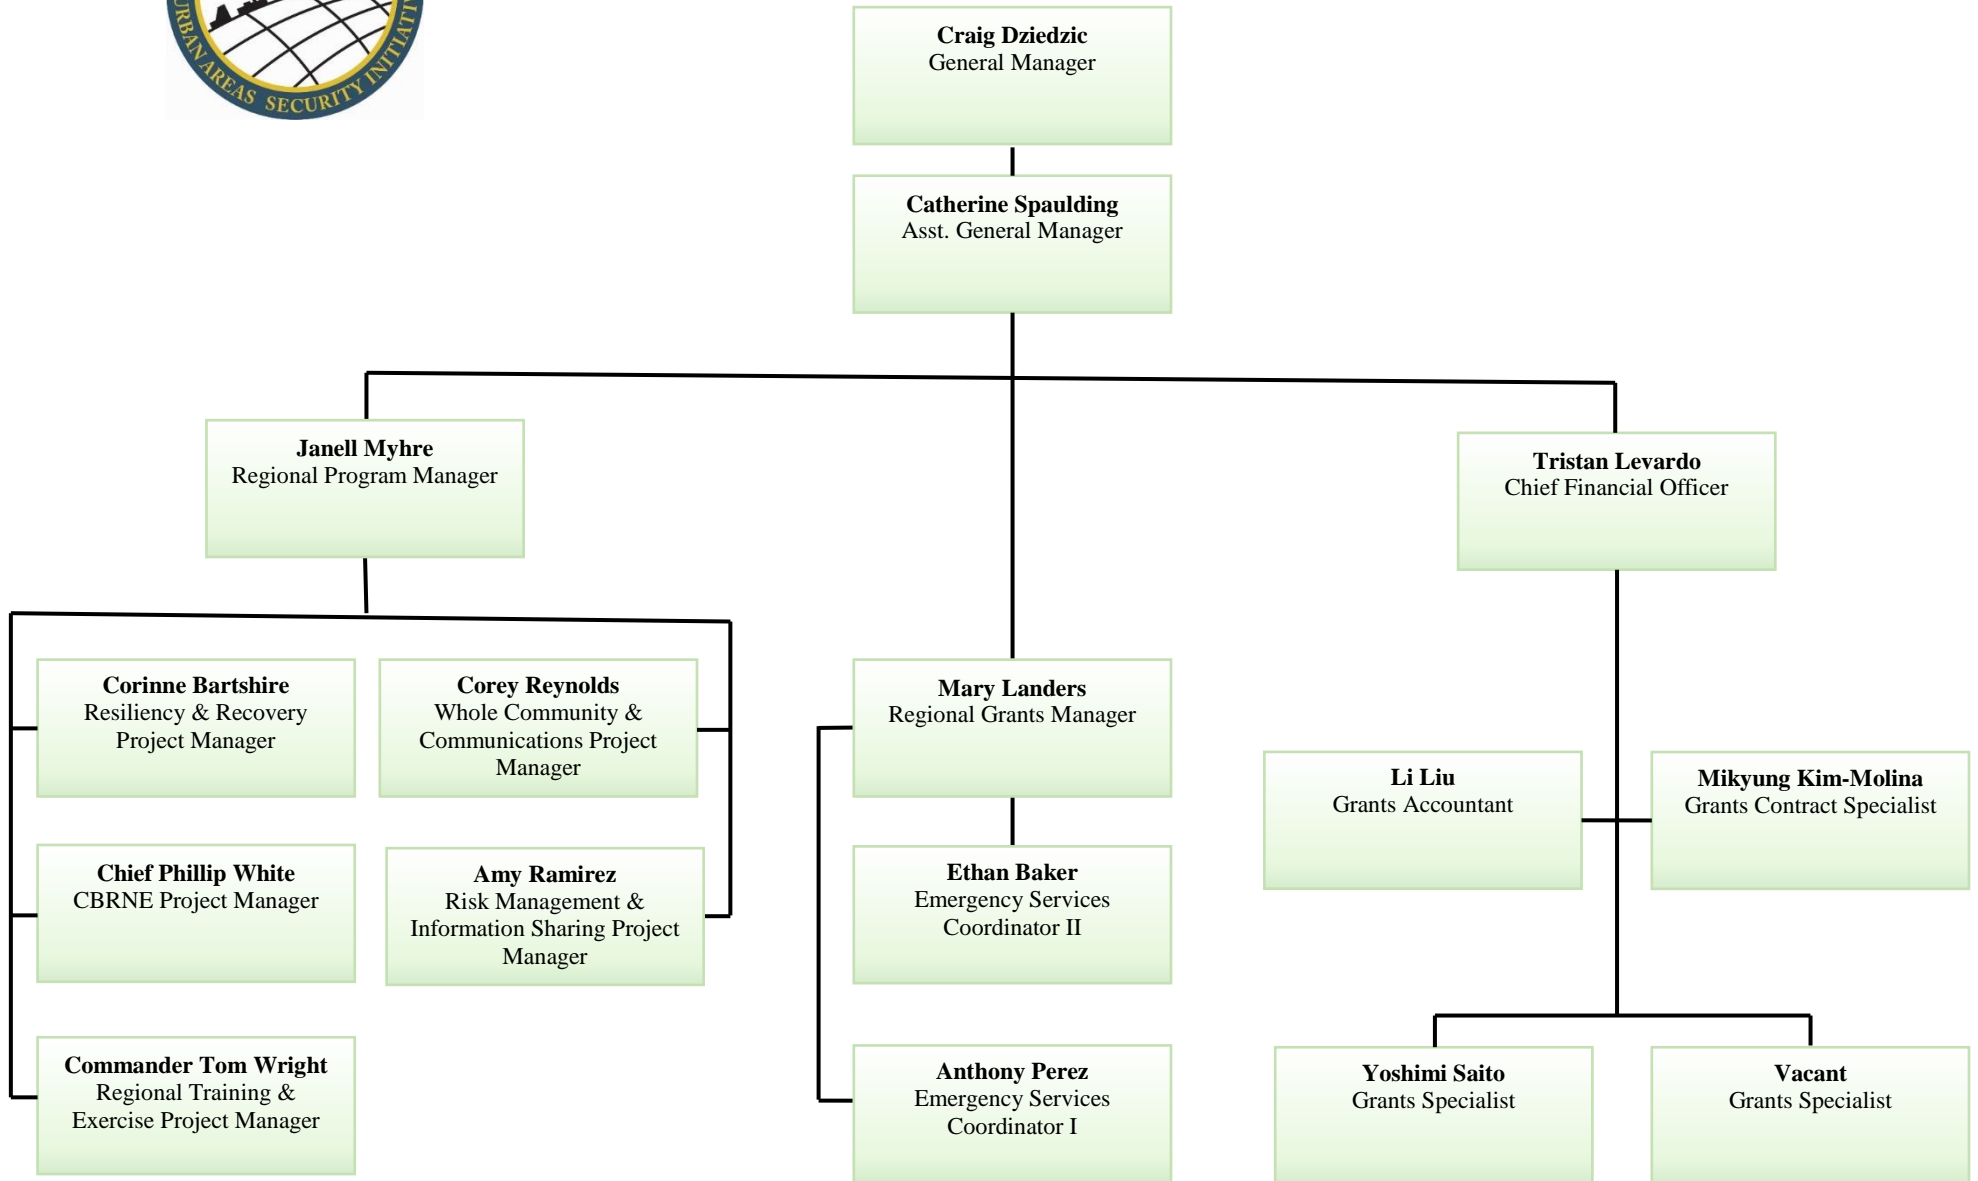 URBAN AREAS SECURITY INITIATIV
Craig Dziedzic
General Manager
Catherine Spaulding
Asst. General Manager
Janell Myhre
Regional Program Manager
Tristan Levardo
Chief Financial Officer
Corinne Bartshire
Resiliency & Recovery
Project Manager
Corey Reynolds
Whole Community &
Communications Project
Manager
Mary Landers
Regional Grants Manager
Li Liu
Grants Accountant
Mikyung Kim-Molina
Grants Contract Specialist
Chief Phillip White
CBRNE Project Manager
Amy Ramirez
Risk Management &
Information Sharing Project
Manager
Ethan Baker
Emergency Services
Coordinator II
Commander Tom Wright
Regional Training &
Exercise Project Manager
Anthony Perez
Emergency Services
Coordinator I
Yoshimi Saito
Grants Specialist
Vacant
Grants Specialist